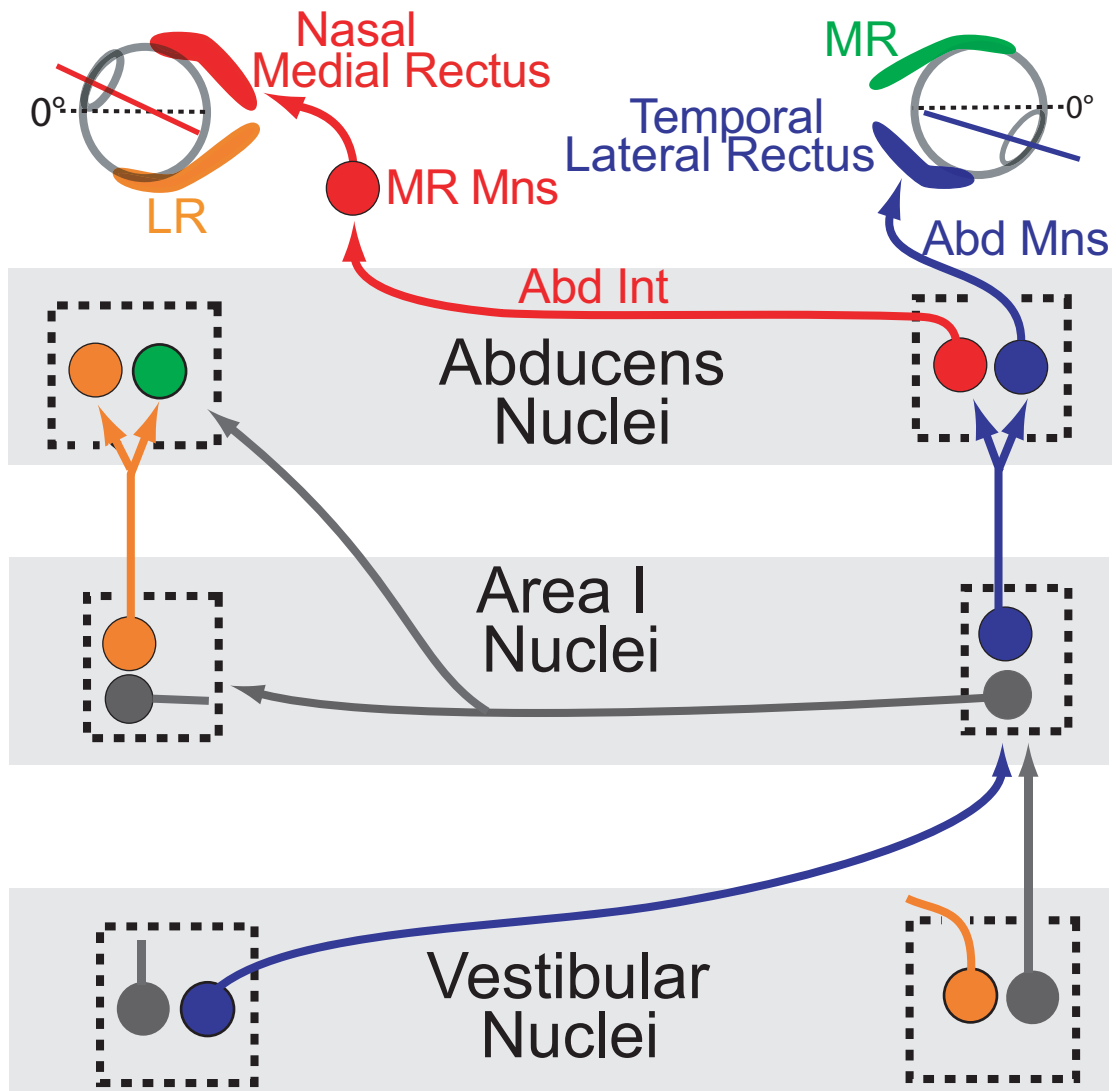 Nasal
Medial Rectus
MR
0°
0°
Temporal
Lateral Rectus
LR
MR Mns
Abd Mns
Abd Int
Abducens
Nuclei
Area I
Nuclei
Vestibular
Nuclei